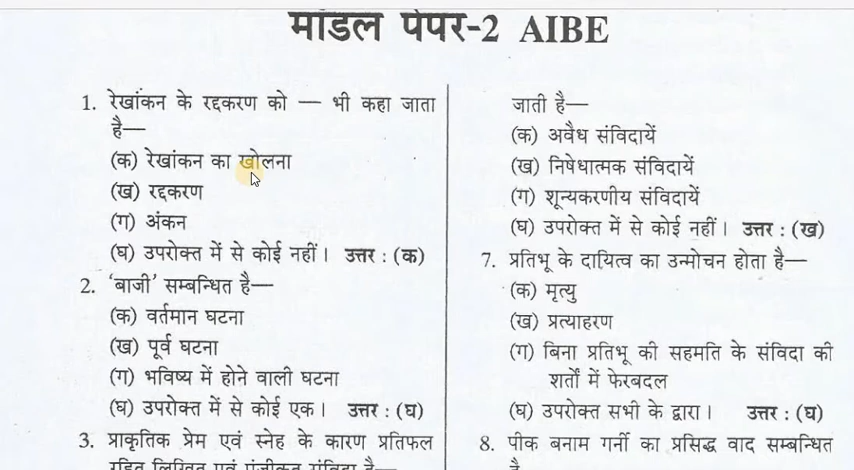 मॉडल पेपर-2 AIBE
1. रेखांकन के रद्दकरण को — भी कहा जाता
है—
(क) रेखांकन का खोलना
(ख) रद्दकरण
(ग) अंकन
(घ) उपरोक्त में से कोई नहीं। उत्तर : (क)
2. ‘बाजी’ सम्बन्धित है—
(क) वर्तमान घटना
(ख) पूर्व घटना
(ग) भविष्य में होने वाली घटना
(घ) उपरोक्त में से कोई एक। उत्तर : (घ)
3. प्राकृतिक प्रेम एवं स्नेह के कारण प्रतिफल
रहित लिखित एवं पंजीकृत संविदा है—
जाती है—
(क) अवैध संविदायें
(ख) निषेधात्मक संविदायें
(ग) शून्यकरणीय संविदायें
(घ) उपरोक्त में से कोई नहीं। उत्तर : (ख)
7. प्रतिभू के दायित्व का उन्मोचन होता है—
(क) मृत्यु
(ख) प्रत्याहरण
(ग) बिना प्रतिभू की सहमति के संविदा की
शर्तों में फेरबदल
(घ) उपरोक्त सभी के द्वारा। उत्तर : (घ)
8. पीक बनाम गर्नी का प्रसिद्ध वाद सम्बन्धित
है—